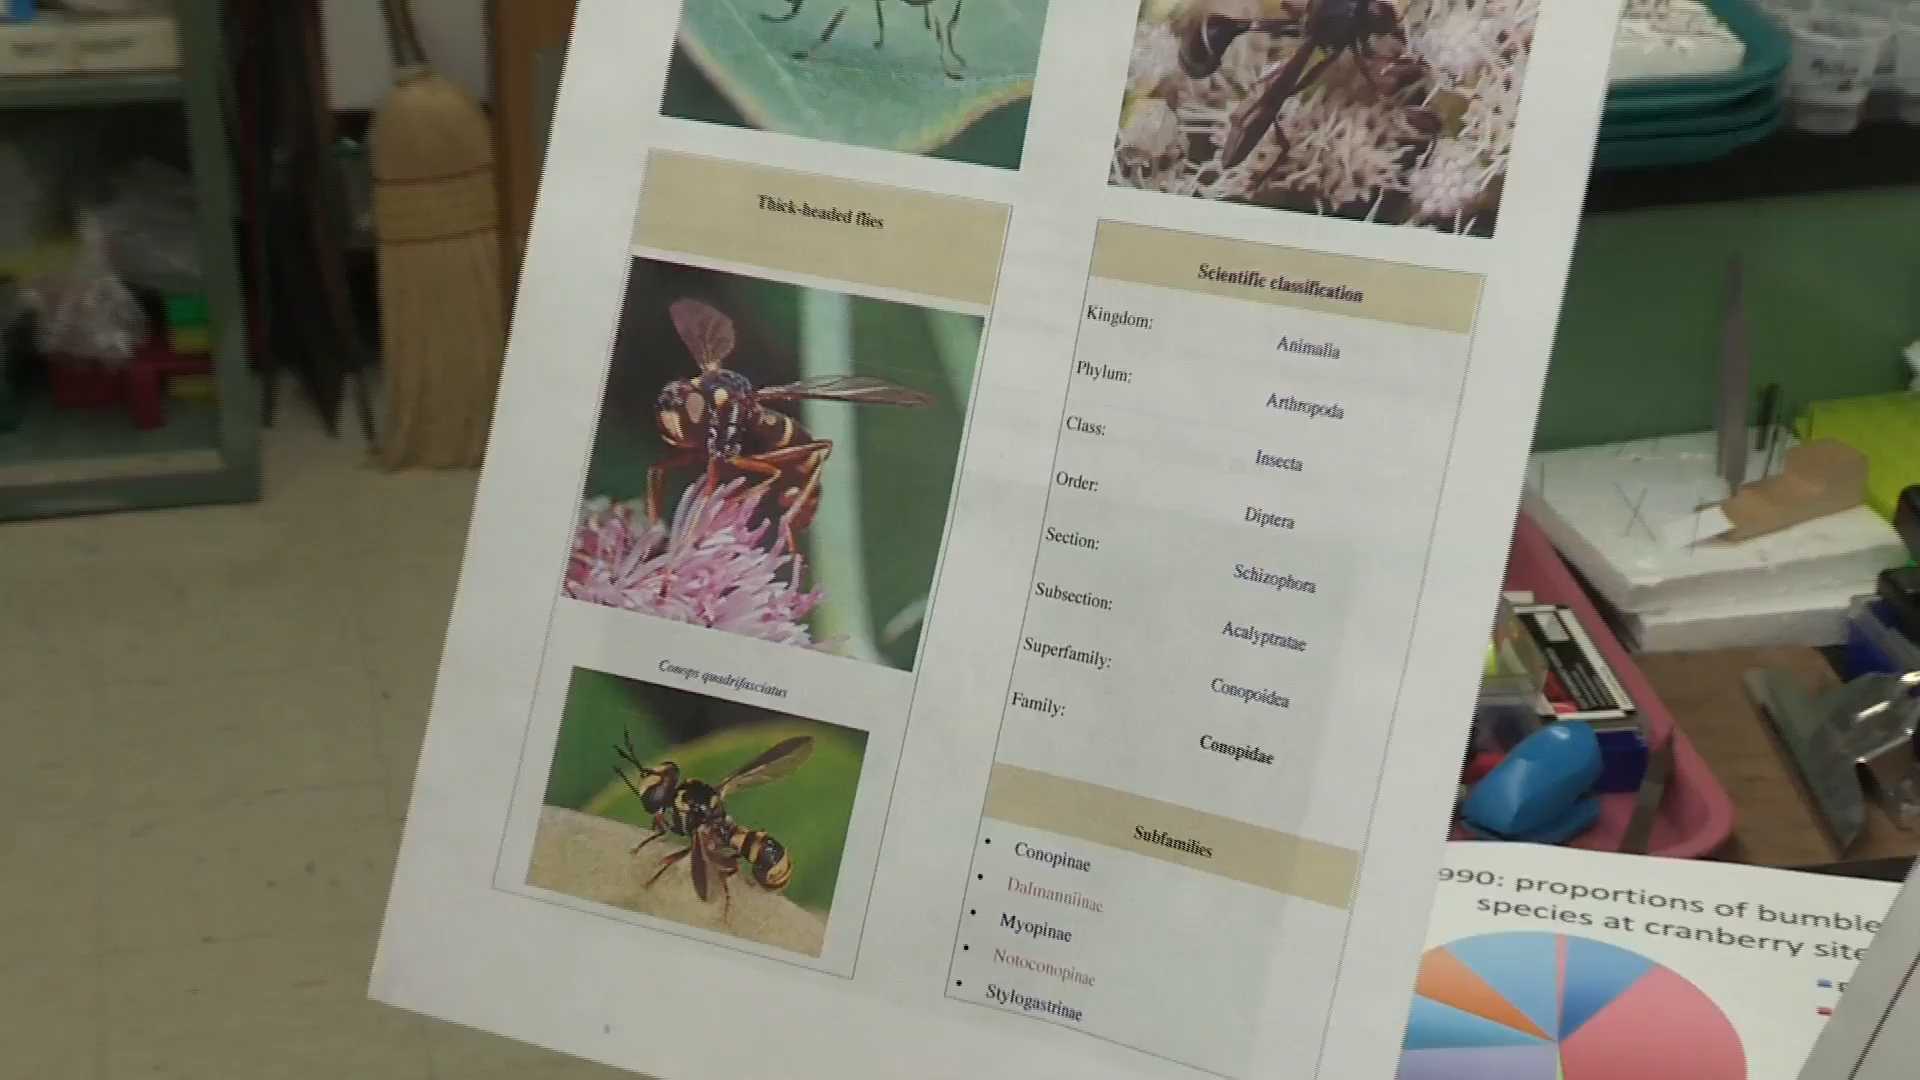 Thick-headed flies
Conops quadrifasciatus
Scientific classification
Kingdom:
Animalia
Phylum:
Arthropoda
Class:
Insecta
Order:
Diptera
Section:
Schizophora
Subsection:
Acalyptratae
Superfamily:
Conopoidea
Family:
Conopidae
Subfamilies
• Conopinae
• Dalmanniinae
• Myopinae
• Notoconopinae
• Stylogastrinae
990: proportions of bumble
species at cranberry site